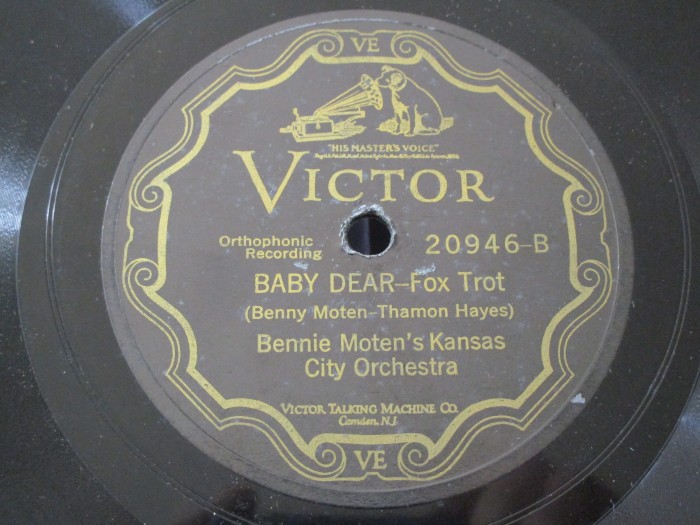 VE
"HIS MASTER'S VOICE"
VICTOR
Orthophonic
Recording
20946-B
BABY DEAR-Fox Trot
(Benny Moten-Thamon Hayes)
Bennie Moten's Kansas
City Orchestra
VICTOR TALKING MACHINE CO.
Camden, N.J.
VE